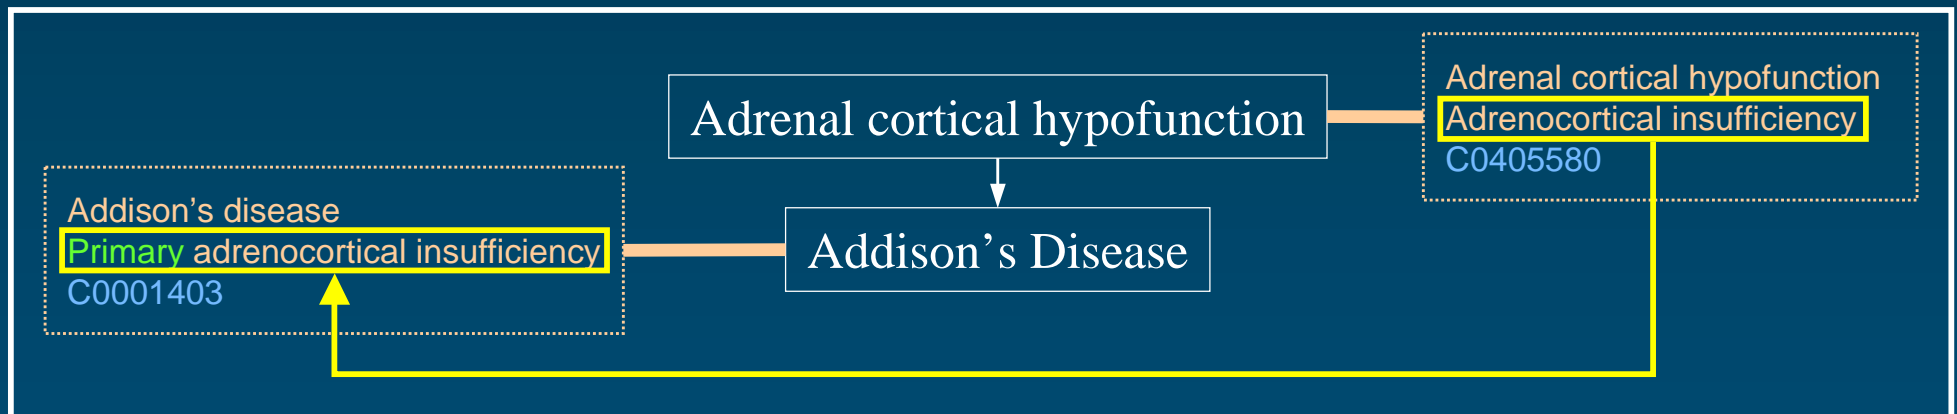 Adrenal cortical hypofunction
Adrenal cortical hypofunction
Adrenocortical insufficiency
C0405580
Addison’s disease
Primary adrenocortical insufficiency
C0001403
Addison’s Disease